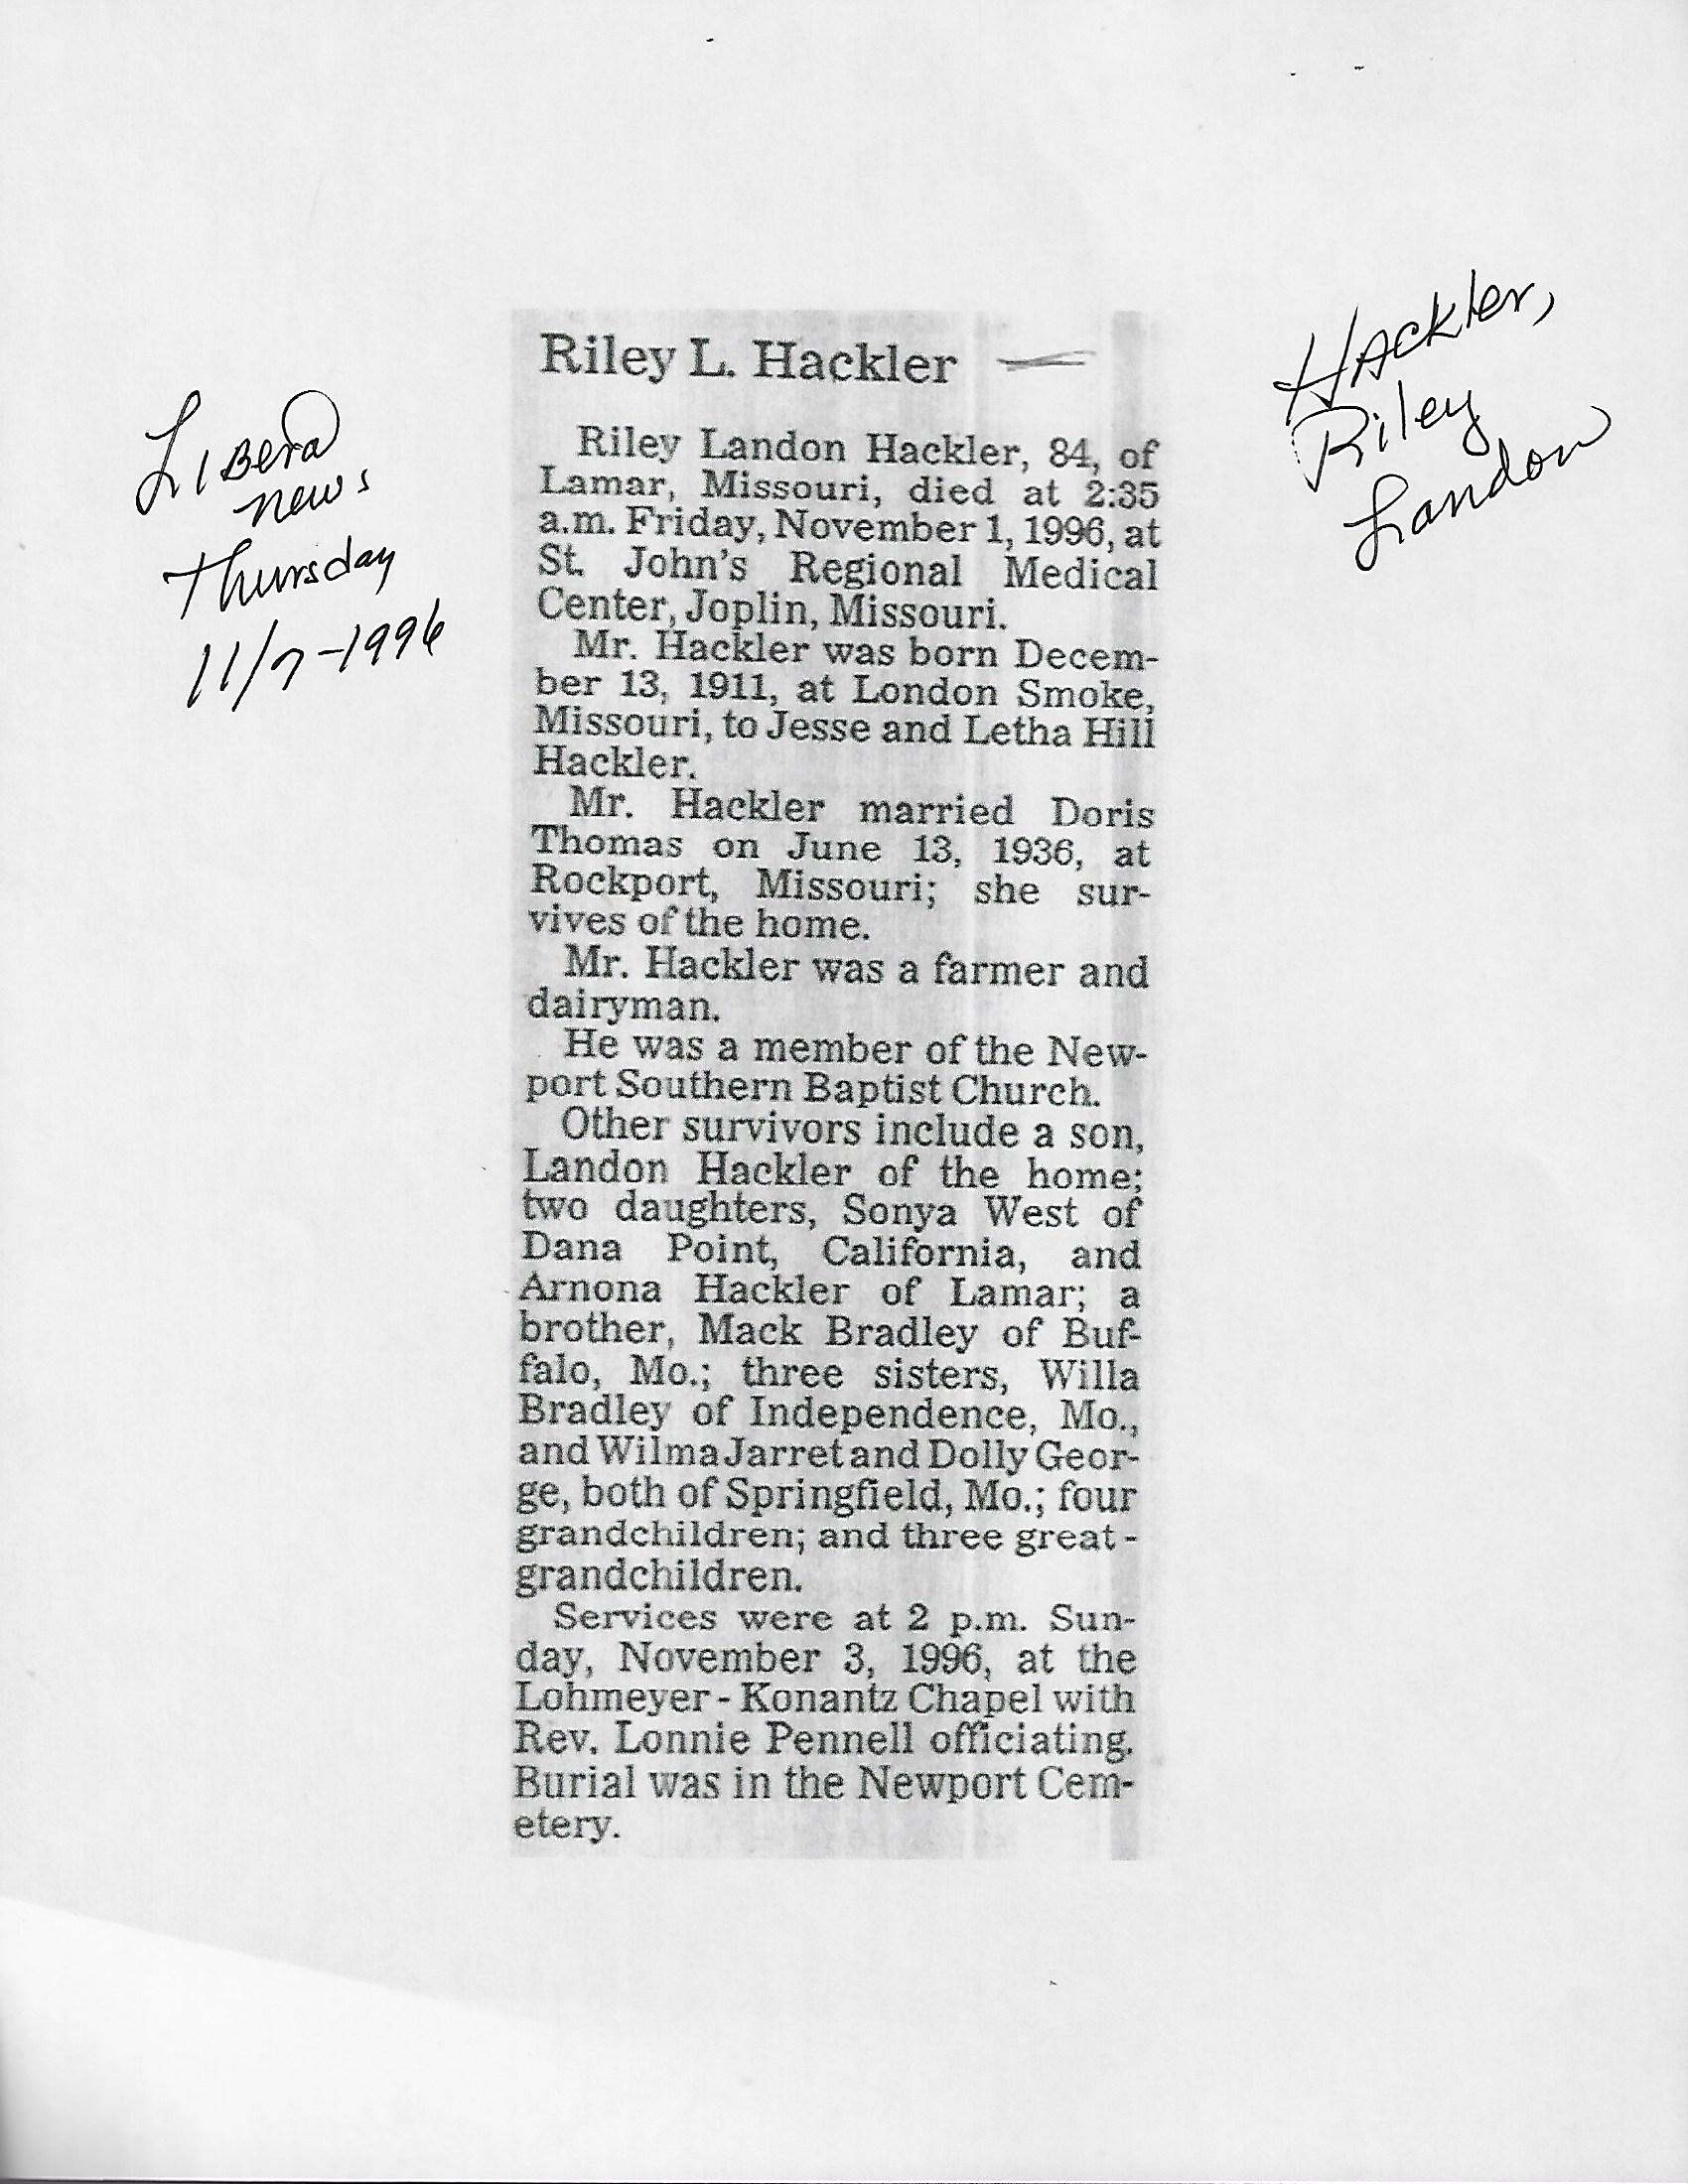 Liberal
news
Thursday
11/7-1996
Hackler,
Riley
Landon
Riley L. Hackler
Riley Landon Hackler, 84, of
Lamar, Missouri, died at 2:35
a.m. Friday, November 1, 1996, at
St. John's Regional Medical
Center, Joplin, Missouri.
Mr. Hackler was born Decem-
ber 13, 1911, at London Smoke,
Missouri, to Jesse and Letha Hill
Hackler.
Mr. Hackler married Doris
Thomas on June 13, 1936, at
Rockport, Missouri; she sur-
vives of the home.
Mr. Hackler was a farmer and
dairyman.
He was a member of the New-
port Southern Baptist Church.
Other survivors include a son,
Landon Hackler of the home;
two daughters, Sonya West of
Dana Point, California, and
Arnona Hackler of Lamar; a
brother, Mack Bradley of Buf-
falo, Mo.; three sisters, Willa
Bradley of Independence, Mo.,
and Wilma Jarret and Dolly Geor-
ge, both of Springfield, Mo.; four
grandchildren; and three great -
grandchildren.
Services were at 2 p.m. Sun-
day, November 3, 1996, at the
Lohmeyer - Konantz Chapel with
Rev. Lonnie Pennell officiating.
Burial was in the Newport Cem-
etery.